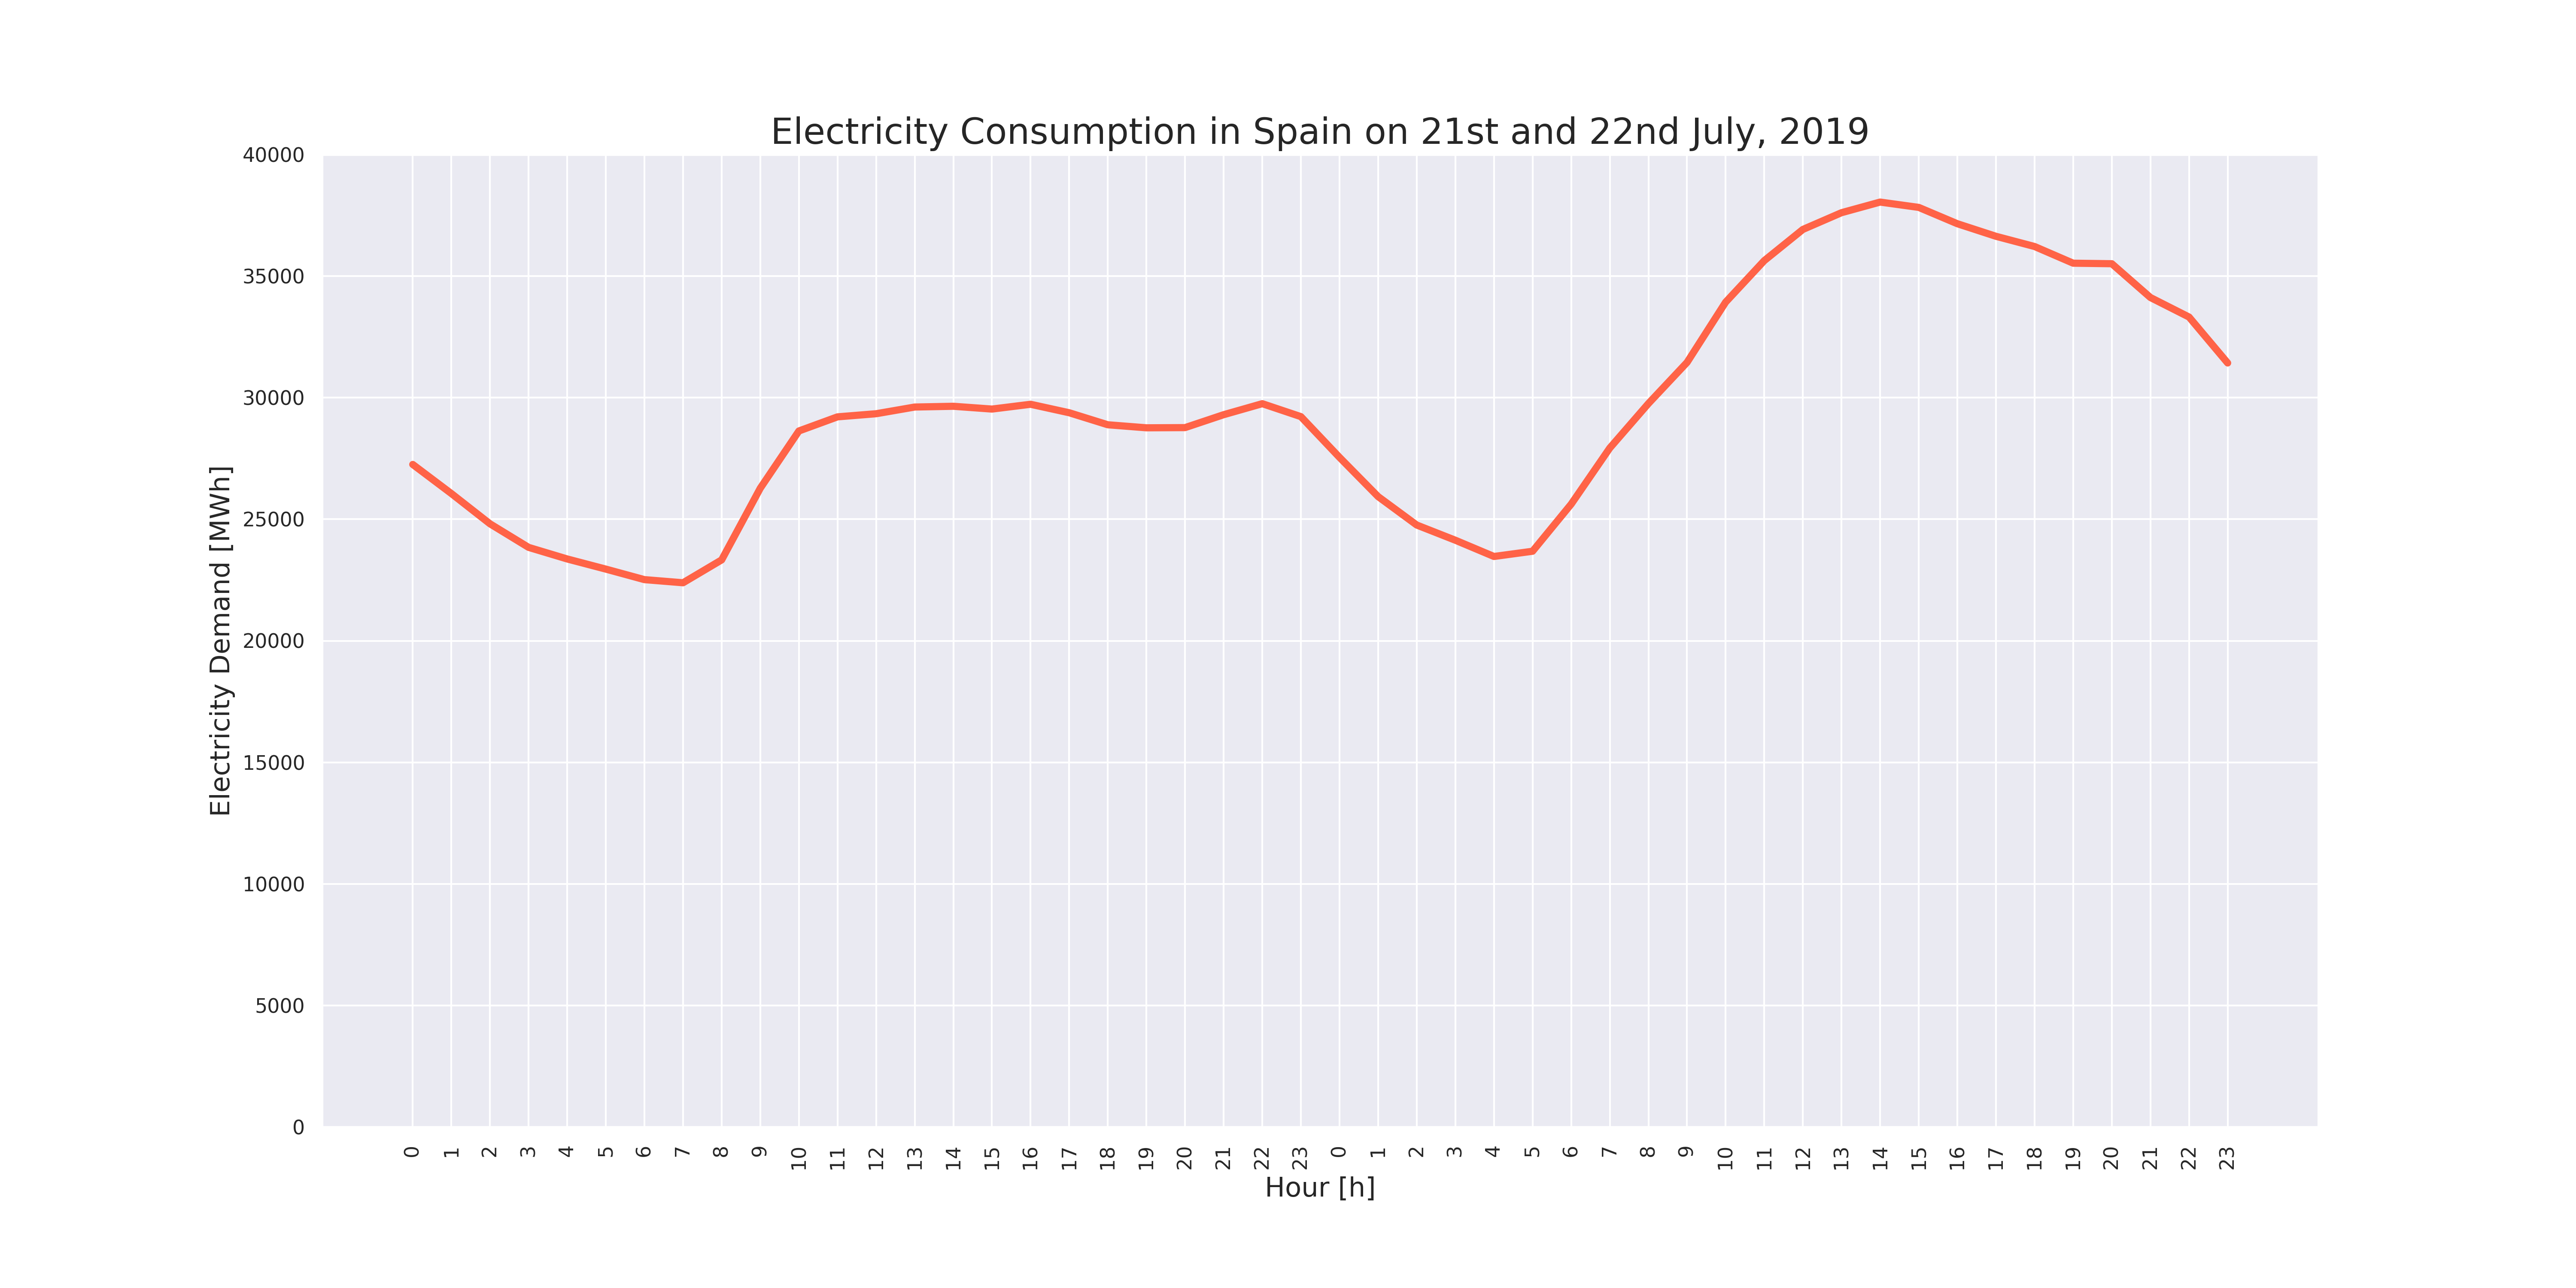 Electricity Consumption in Spain on 21st and 22nd July, 2019
40000
35000
30000
25000
20000
15000
10000
5000
0
Electricity Demand [MWh]
0 1 2 3 4 5 6 7 8 9 10 11 12 13 14 15 16 17 18 19 20 21 22 23 0 1 2 3 4 5 6 7 8 9 10 11 12 13 14 15 16 17 18 19 20 21 22 23
Hour [h]